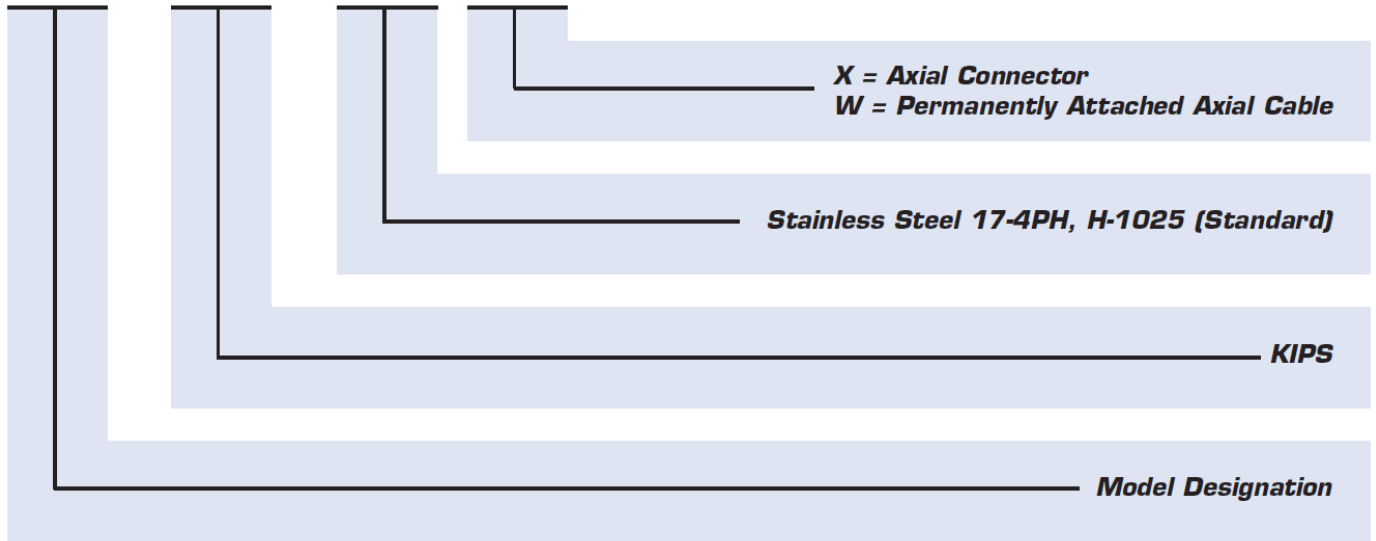 X = Axial Connector
W = Permanently Attached Axial Cable
Stainless Steel 17-4PH, H-1025 (Standard)
KIPS
Model Designation